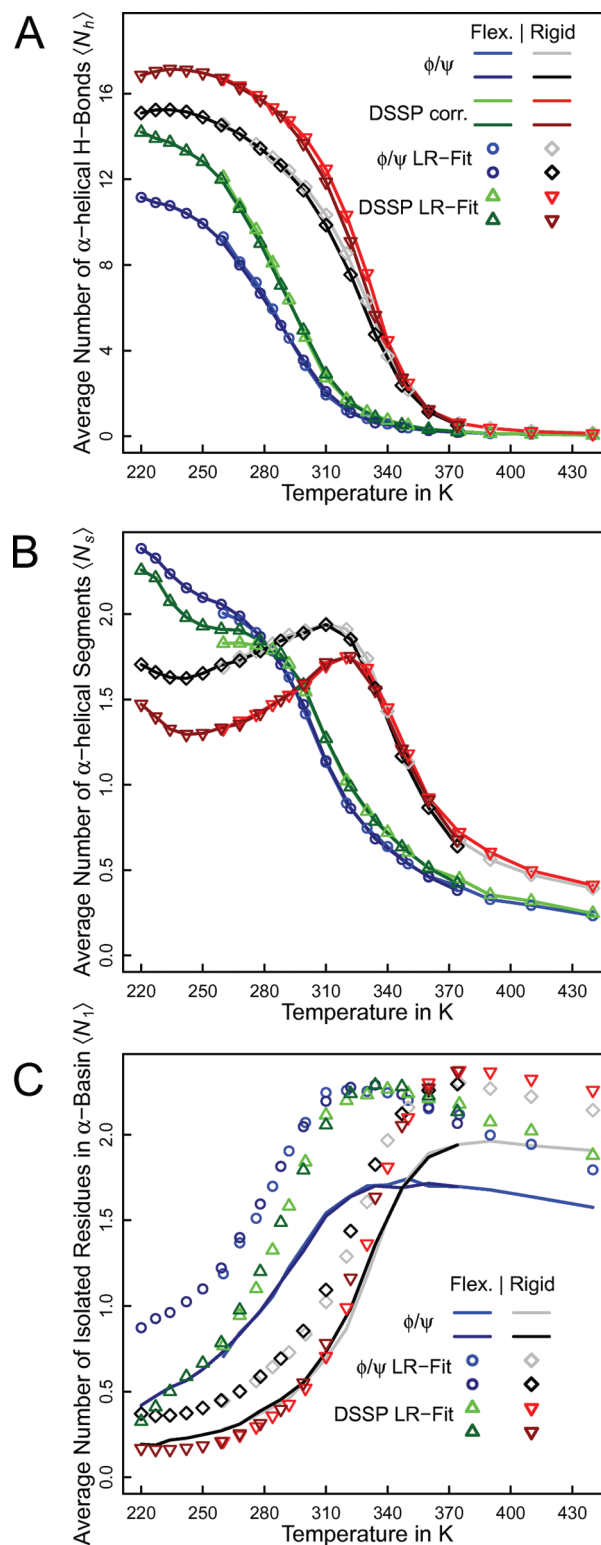 A
Average Number of α−helical H−Bonds ⟨Nh⟩
0 4 8 12 16
220 250 280 310 340 370 400 430
Temperature in K
Flex. | Rigid
ϕ/ψ
DSSP corr.
ϕ/ψ LR−Fit
DSSP LR−Fit
B
Average Number of α−helical Segments ⟨Ns⟩
0.0 0.5 1.0 1.5 2.0
220 250 280 310 340 370 400 430
Temperature in K
C
Average Number of Isolated Residues in α−Basin ⟨N1⟩
0.0 0.5 1.0 1.5 2.0
Flex. | Rigid
ϕ/ψ
ϕ/ψ LR−Fit
DSSP LR−Fit
220 250 280 310 340 370 400 430
Temperature in K